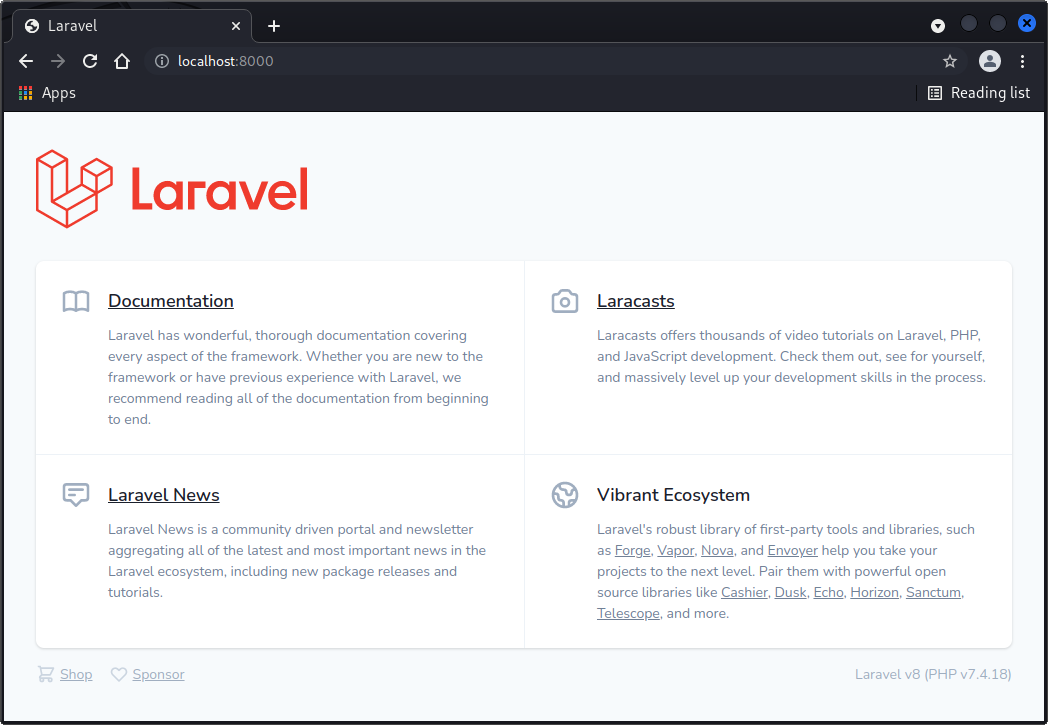 Laravel
localhost:8000
Apps
Reading list
Laravel
Documentation
Laravel has wonderful, thorough documentation covering
every aspect of the framework. Whether you are new to the
framework or have previous experience with Laravel, we
recommend reading all of the documentation from beginning
to end.
Laracasts
Laracasts offers thousands of video tutorials on Laravel, PHP,
and JavaScript development. Check them out, see for yourself,
and massively level up your development skills in the process.
Laravel News
Laravel News is a community driven portal and newsletter
aggregating all of the latest and most important news in the
Laravel ecosystem, including new package releases and
tutorials.
Vibrant Ecosystem
Laravel's robust library of first-party tools and libraries, such
as Forge, Vapor, Nova, and Envoyer help you take your
projects to the next level. Pair them with powerful open
source libraries like Cashier, Dusk, Echo, Horizon, Sanctum,
Telescope, and more.
Shop
Sponsor
Laravel v8 (PHP v7.4.18)